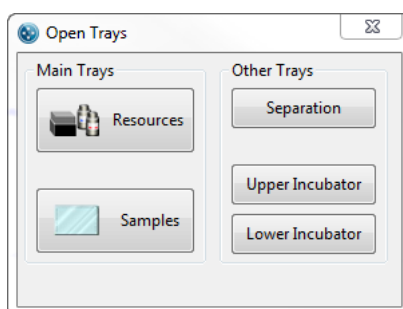 Open Trays
Main Trays
Resources
Samples
Other Trays
Separation
Upper Incubator
Lower Incubator